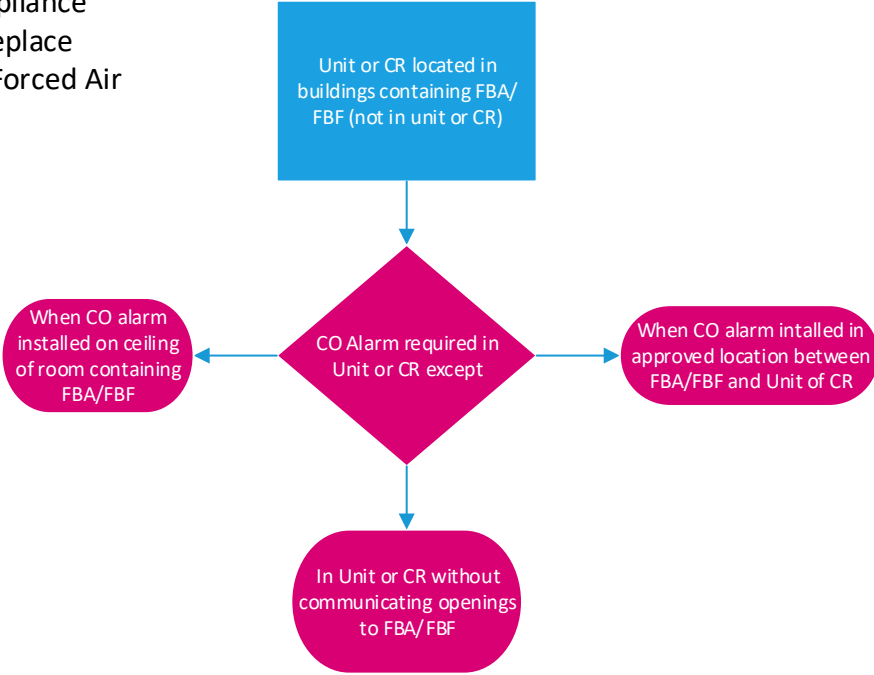 eplace
Forced Air
Unit or CR located in
buildings containing FBA/
FBF (not in unit or CR)
When CO alarm
installed on ceiling
of room containing
FBA/FBF
CO Alarm required in
Unit or CR except
When CO alarm intalled in
approved location between
FBA/FBF and Unit of CR
In Unit or CR without
communicating openings
to FBA/FBF